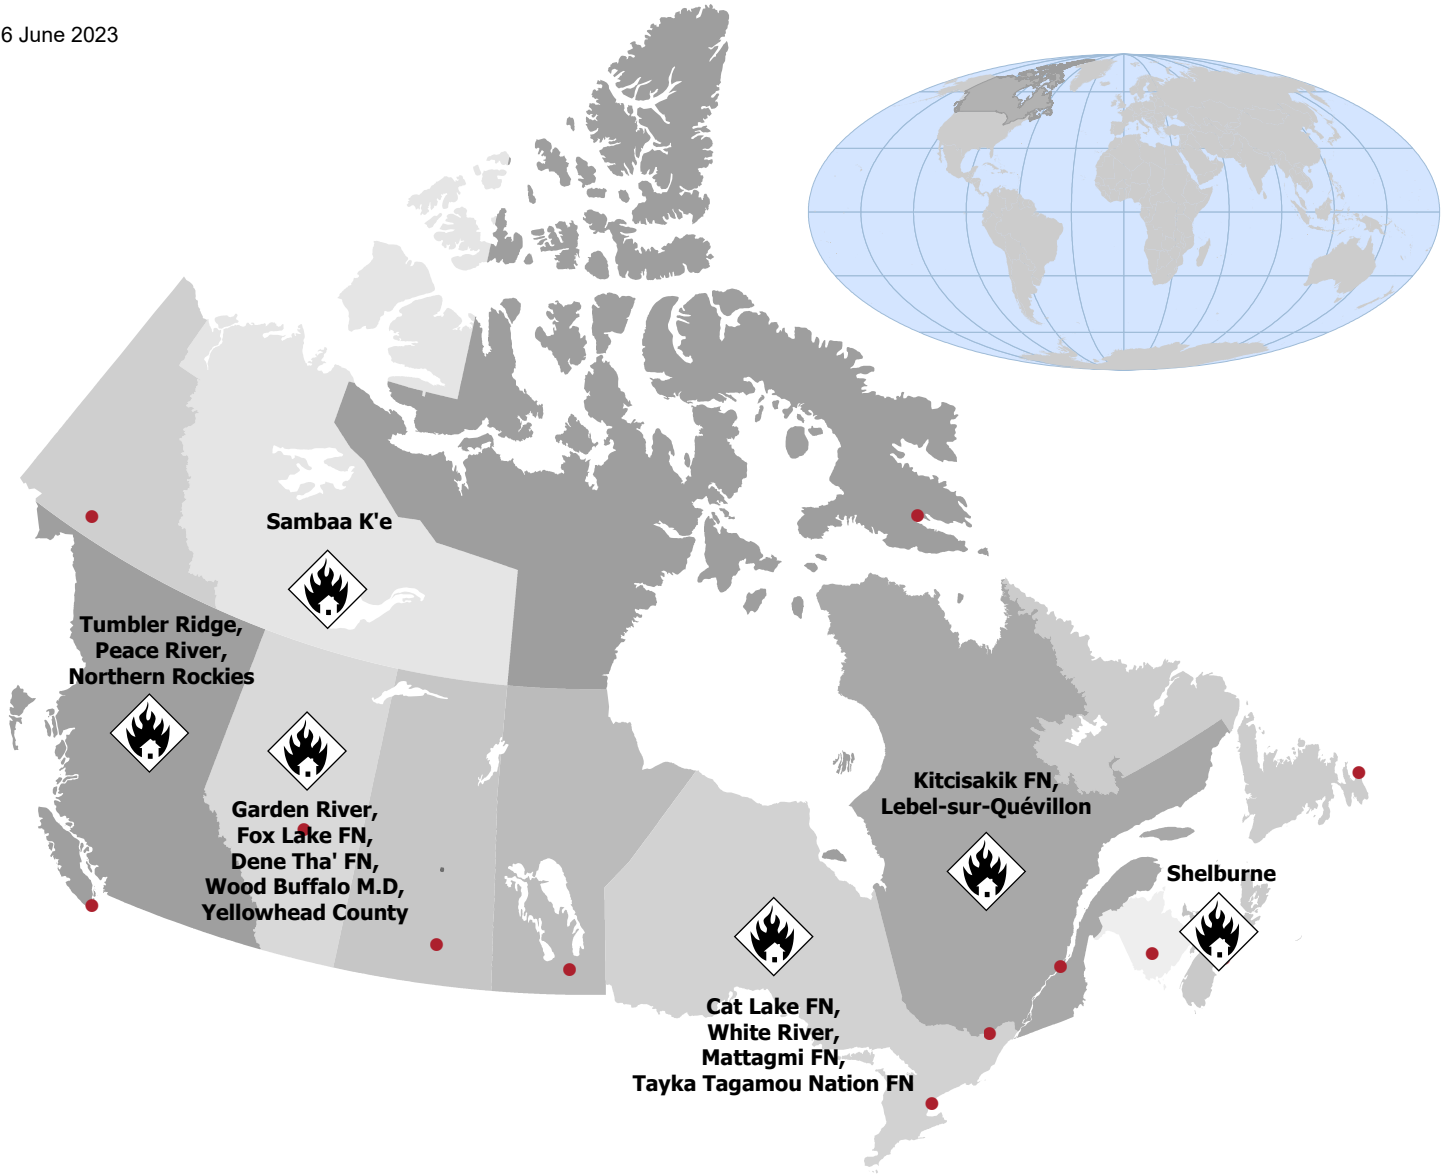 6 June 2023
Sambaa K'e
Tumbler Ridge,
Peace River,
Northern Rockies
Garden River,
Fox Lake FN,
Dene Tha' FN,
Wood Buffalo M.D,
Yellowhead County
Kitcisakik FN,
Lebel-sur-Quévillon
Shelburne
Cat Lake FN,
White River,
Mattagmi FN,
Tayka Tagamou Nation FN